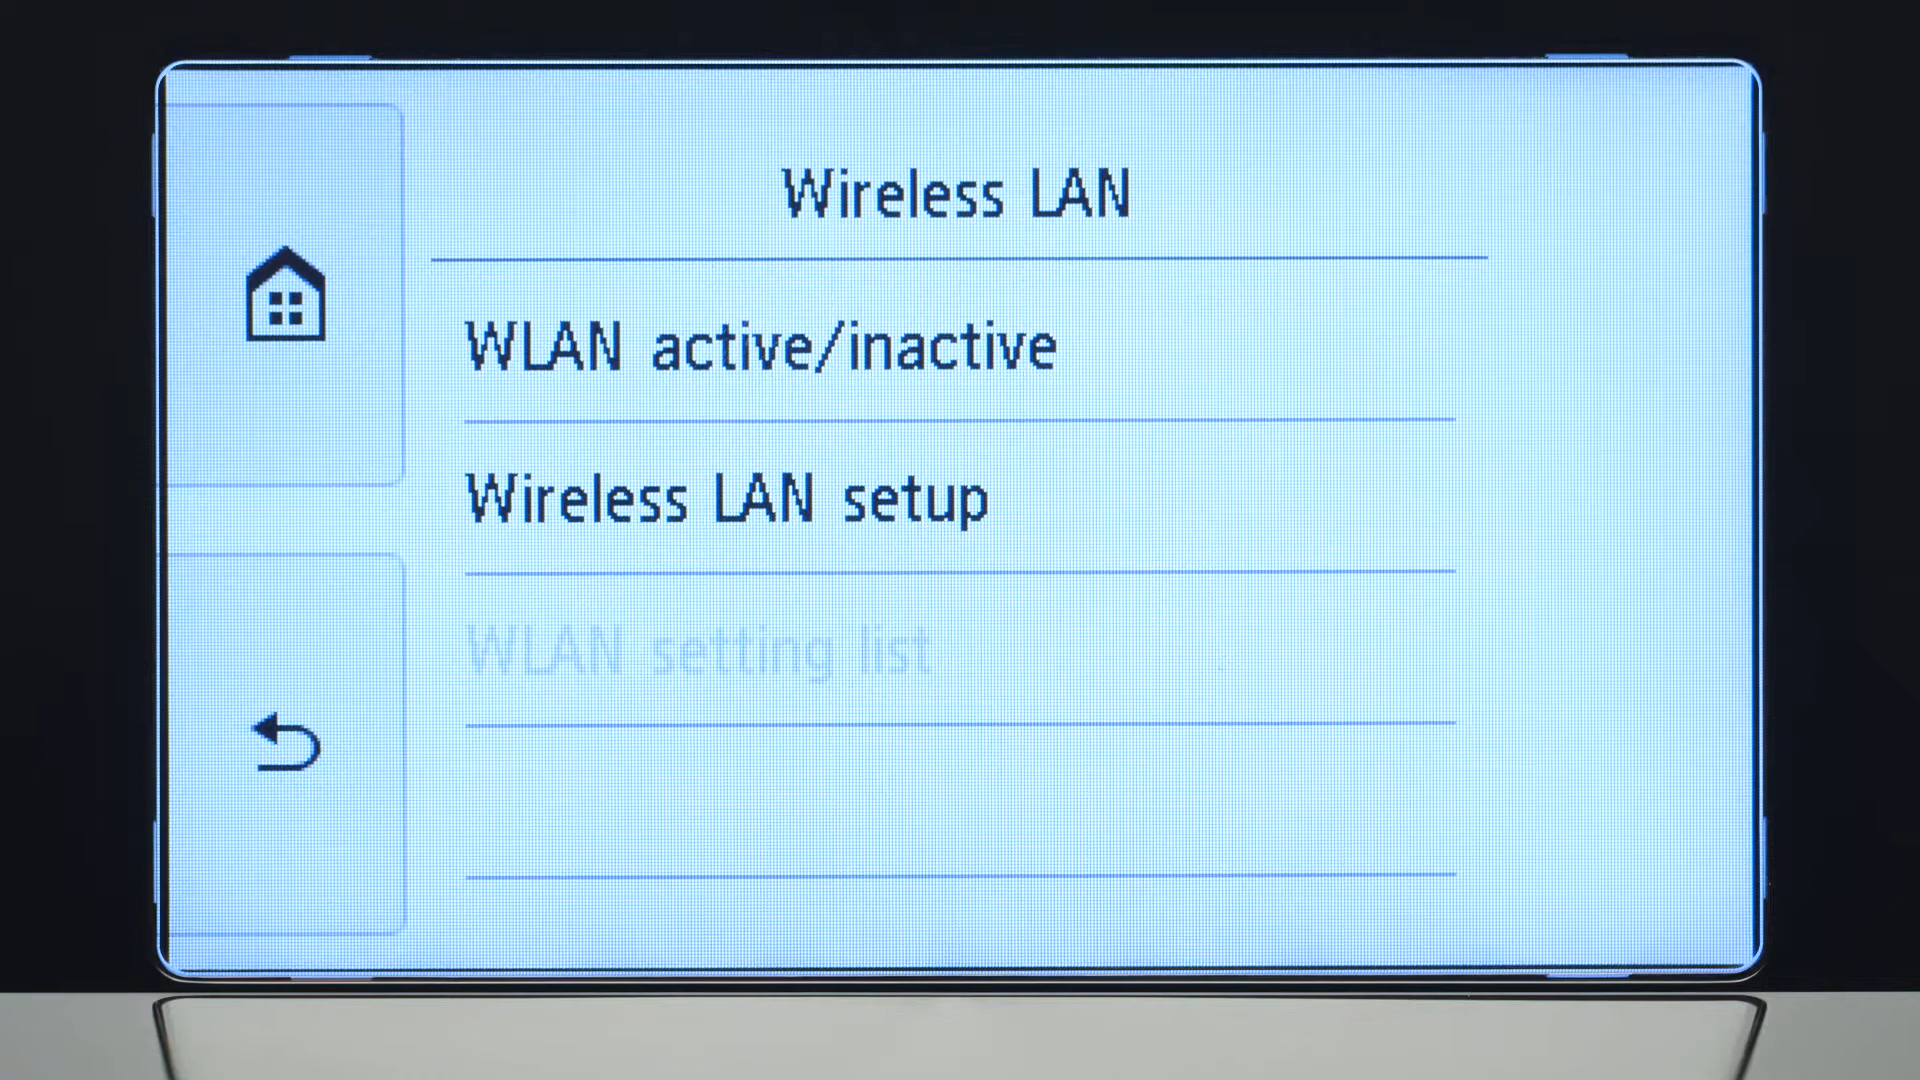 Wireless LAN
WLAN active/inactive
Wireless LAN setup
WLAN setting list